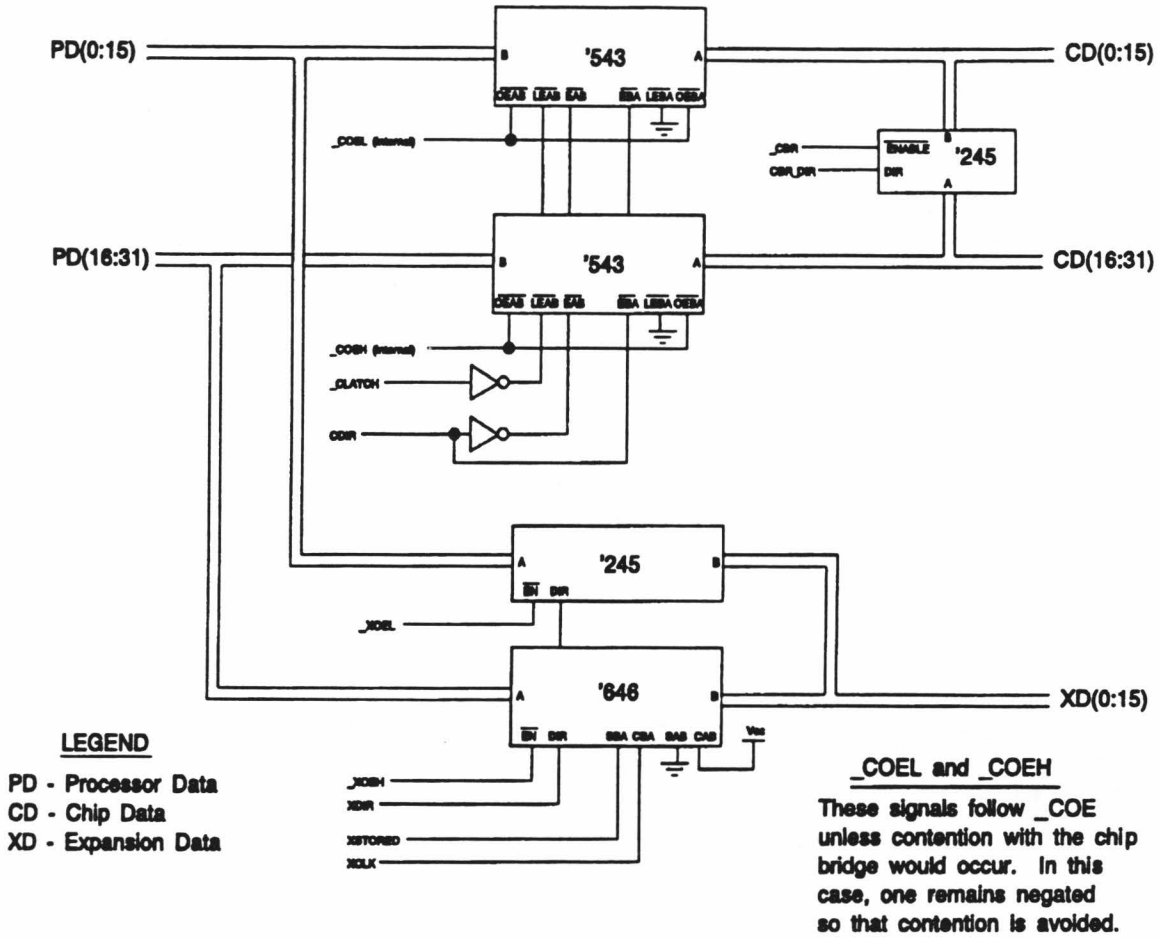 PD(0:15)
B
'543
A
CD(0:15)
OEAB LEAB EAB EBA LEBA OEBA
_COEL (internal)
B
_CBR
ENABLE
'245
CBR_DIR
DIR
A
PD(16:31)
B
'543
A
CD(16:31)
OEAB LEAB EAB EBA LEBA OEBA
_COEH (internal)
_CLATCH
CDIR
A
'245
B
EN DIR
_XOEL
A
'646
B
XD(0:15)
EN DIR SBA CBA SAB CAB
Vcc
_XOEH
XDIR
XSTORED
XCLK
LEGEND
PD - Processor Data
CD - Chip Data
XD - Expansion Data
_COEL and _COEH
These signals follow _COE
unless contention with the chip
bridge would occur. In this
case, one remains negated
so that contention is avoided.